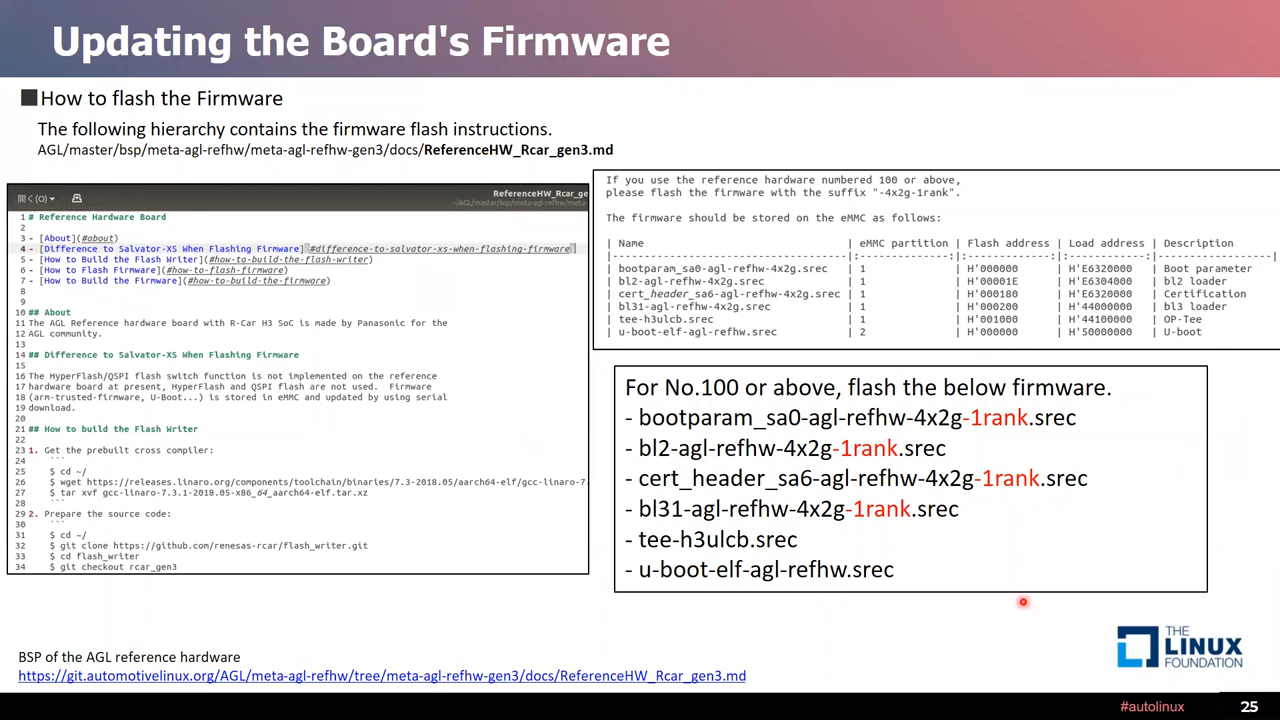 Updating the Board's Firmware
■How to flash the Firmware
The following hierarchy contains the firmware flash instructions.
AGL/master/bsp/meta-agl-refhw/meta-agl-refhw-gen3/docs/ReferenceHW_Rcar_gen3.md
開く(O) ▾
ReferenceHW_Rcar_ge
~/AGL/master/bsp/meta-agl-refhw/meta-
1 # Reference Hardware Board
2
3 - [About](#about)
4 - [Difference to Salvator-XS When Flashing Firmware](#difference-to-salvator-xs-when-flashing-firmware)
5 - [How to Build the Flash Writer](#how-to-build-the-flash-writer)
6 - [How to Flash Firmware](#how-to-flash-firmware)
7 - [How to Build the Firmware](#how-to-build-the-firmware)
8
9
10 ## About
11 The AGL Reference hardware board with R-Car H3 SoC is made by Panasonic for the
12 AGL community.
13
14 ## Difference to Salvator-XS When Flashing Firmware
15
16 The HyperFlash/QSPI flash switch function is not implemented on the reference
17 hardware board at present, HyperFlash and QSPI flash are not used.  Firmware
18 (arm-trusted-firmware, U-Boot...) is stored in eMMC and updated by using serial
19 download.
20
21 ## How to build the Flash Writer
22
23 1. Get the prebuilt cross compiler:
24 ```
25 $ cd ~/
26 $ wget https://releases.linaro.org/components/toolchain/binaries/7.3-2018.05/aarch64-elf/gcc-linaro-7.
27 $ tar xvf gcc-linaro-7.3.1-2018.05-x86_64_aarch64-elf.tar.xz
28 ```
29 2. Prepare the source code:
30 ```
31 $ cd ~/
32 $ git clone https://github.com/renesas-rcar/flash_writer.git
33 $ cd flash_writer
34 $ git checkout rcar_gen3
If you use the reference hardware numbered 100 or above,
please flash the firmware with the suffix "-4x2g-1rank".
The firmware should be stored on the eMMC as follows:
| Name | eMMC partition | Flash address | Load address | Description
|---------------------------------|:--------------:|:-------------:|:------------:|-----------------|
| bootparam_sa0-agl-refhw-4x2g.srec | 1 | H'000000 | H'E6320000 | Boot parameter
| bl2-agl-refhw-4x2g.srec | 1 | H'00001E | H'E6304000 | bl2 loader
| cert_header_sa6-agl-refhw-4x2g.srec | 1 | H'000180 | H'E6320000 | Certification
| bl31-agl-refhw-4x2g.srec | 1 | H'000200 | H'44000000 | bl3 loader
| tee-h3ulcb.srec | 1 | H'001000 | H'44100000 | OP-Tee
| u-boot-elf-agl-refhw.srec | 2 | H'000000 | H'50000000 | U-boot
For No.100 or above, flash the below firmware.
- bootparam_sa0-agl-refhw-4x2g-1rank.srec
- bl2-agl-refhw-4x2g-1rank.srec
- cert_header_sa6-agl-refhw-4x2g-1rank.srec
- bl31-agl-refhw-4x2g-1rank.srec
- tee-h3ulcb.srec
- u-boot-elf-agl-refhw.srec
BSP of the AGL reference hardware
https://git.automotivelinux.org/AGL/meta-agl-refhw/tree/meta-agl-refhw-gen3/docs/ReferenceHW_Rcar_gen3.md
THE
LINUX
FOUNDATION
#autolinux
25